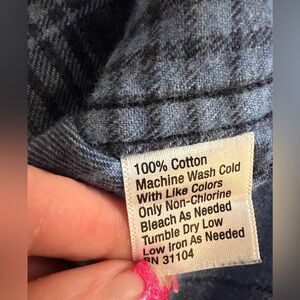 100% Cotton
Machine Wash Cold
With Like Colors
Only Non-Chlorine
Bleach As Needed
Tumble Dry Low
Low Iron As Needed
RN 31104